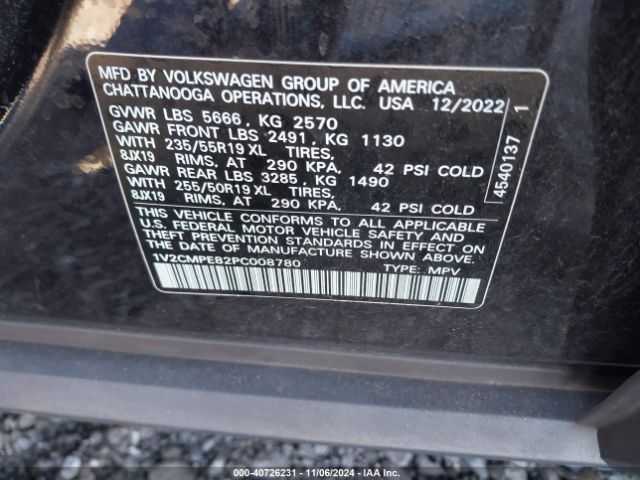 MFD BY VOLKSWAGEN GROUP OF AMERICA
CHATTANOOGA OPERATIONS, LLC. USA 12/2022
GVWR LBS 5666, KG 2570
GAWR FRONT LBS 2491, KG 1130
WITH 235/55R19 XL TIRES,
8JX19 RIMS, AT 290 KPA, 42 PSI COLD
GAWR REAR LBS 3285, KG 1490
WITH 255/50R19 XL TIRES,
8JX19 RIMS, AT 290 KPA, 42 PSI COLD
THIS VEHICLE CONFORMS TO ALL APPLICABLE
U.S. FEDERAL MOTOR VEHICLE SAFETY AND
THEFT PREVENTION STANDARDS IN EFFECT ON
THE DATE OF MANUFACTURE SHOWN ABOVE.
1V2CMPE82PC008780 TYPE: MPV
4540137 1
000-40726231 - 11/06/2024 - IAA Inc.